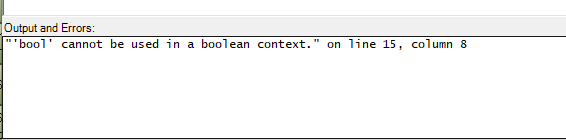 Output and Errors:
"'bool' cannot be used in a boolean context." on line 15, column 8